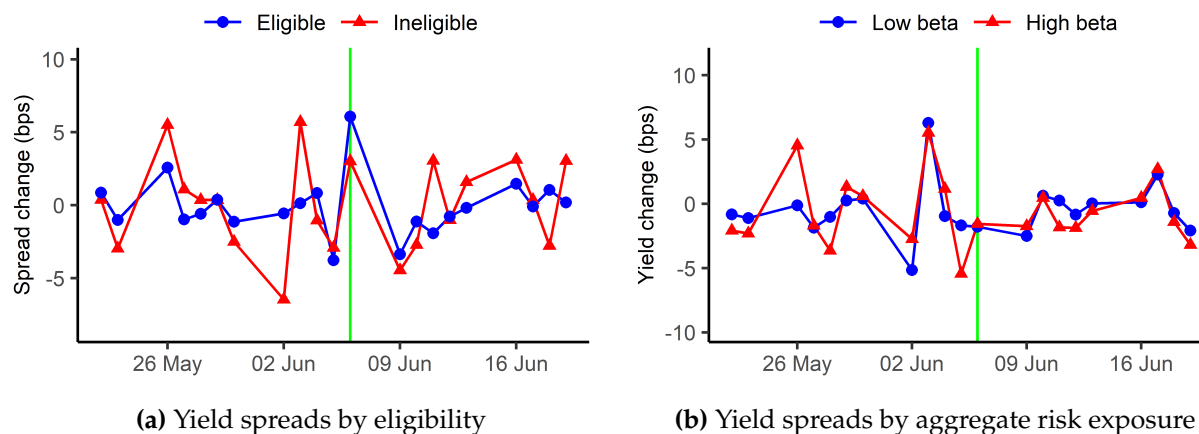 Eligible Ineligible
Spread change (bps)
10
5
0
-5
26 May 02 Jun 09 Jun 16 Jun
(a) Yield spreads by eligibility
Low beta High beta
Yield change (bps)
10
5
0
-5
-10
26 May 02 Jun 09 Jun 16 Jun
(b) Yield spreads by aggregate risk exposure